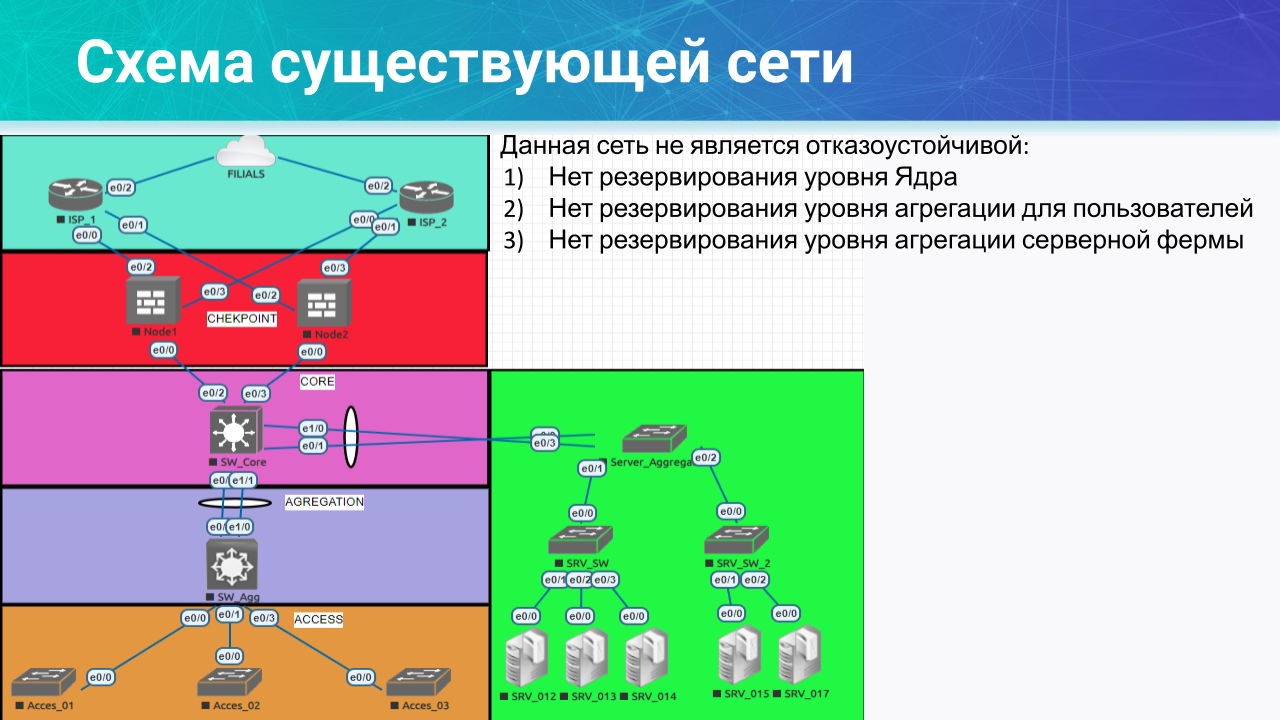 Схема существующей сети
Данная сеть не является отказоустойчивой:
1) Нет резервирования уровня Ядра
2) Нет резервирования уровня агрегации для пользователей
3) Нет резервирования уровня агрегации серверной фермы
FILIALS
e0/2 e0/2
ISP_1 e0/1 e0/0 ISP_2
e0/0 e0/1
e0/2 e0/3
e0/3 e0/2
CHEKPOINT
Node1 Node2
e0/0 e0/0
CORE
e0/2 e0/3
e1/0
e0/1
SW_Core
e0/3
Server_Aggrega
e0/1 e0/2
e1/1
AGREGATION
e1/0
SW_Agg
e0/0 e0/0
SRV_SW SRV_SW_2
e0/1 e0/2 e0/3 e0/1 e0/2
ACCESS
e0/0 e0/1 e0/3
e0/0 e0/0 e0/0 e0/0 e0/0
e0/0 e0/0 e0/0
SRV_012 SRV_013 SRV_014 SRV_015 SRV_017
Acces_01 Acces_02 Acces_03